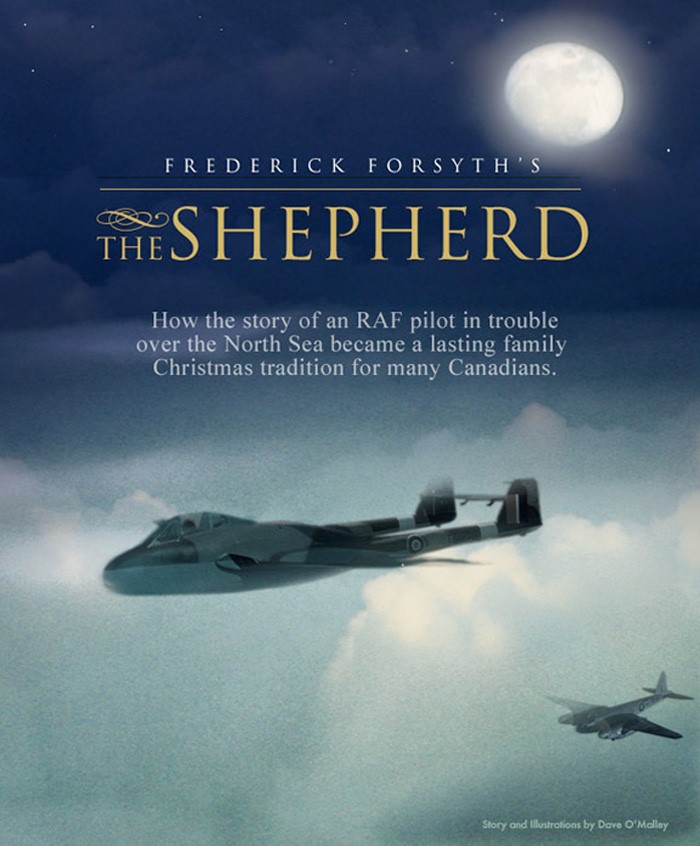 FREDERICK FORSYTH'S
THE SHEPHERD
How the story of an RAF pilot in trouble
over the North Sea became a lasting family
Christmas tradition for many Canadians.
Story and Illustrations by Dave O'Malley